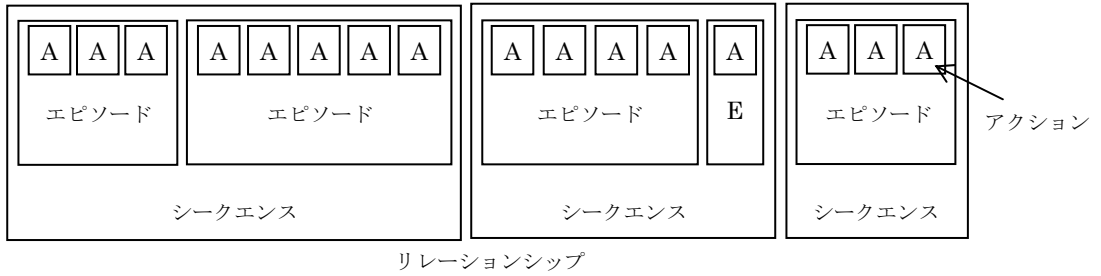 A A A A A A A A A A A A A A A A
エピソード エピソード エピソード E エピソード
アクション
シークエンス シークエンス シークエンス
リレーションシップ